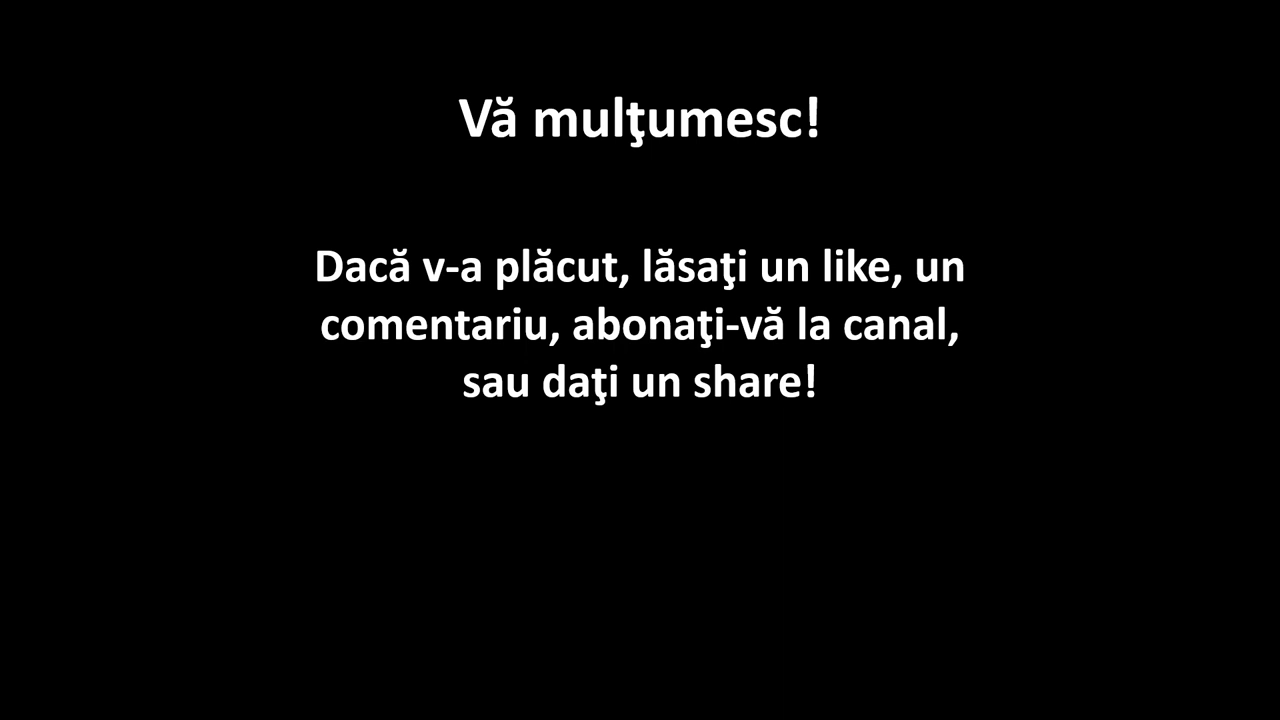 Vă mulţumesc!
Dacă v-a plăcut, lăsaţi un like, un
comentariu, abonaţi-vă la canal,
sau daţi un share!